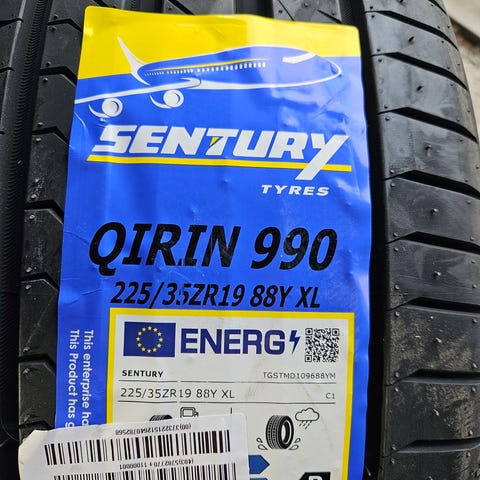 SENTURY
TYRES
QIRIN 990
225/35ZR19 88Y XL
ENERG
SENTURY
TGSTMD109688YM
225/35ZR19 88Y XL
C1
This enterprise ha
This Product has